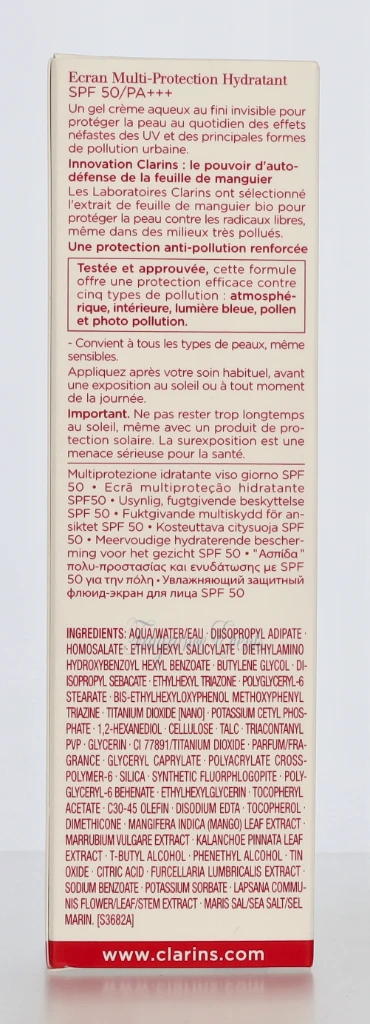 Ecran Multi-Protection Hydratant
SPF 50/PA+++
Un gel crème aqueux au fini invisible pour
protéger la peau au quotidien des effets
néfastes des UV et des principales formes
de pollution urbaine.
Innovation Clarins : le pouvoir d'auto-
défense de la feuille de manguier
Les Laboratoires Clarins ont sélectionné
l'extrait de feuille de manguier bio pour
protéger la peau contre les radicaux libres,
même dans des milieux très pollués.
Une protection anti-pollution renforcée
Testée et approuvée, cette formule
offre une protection efficace contre
cinq types de pollution : atmosphé-
rique, intérieure, lumière bleue, pollen
et photo pollution.
- Convient à tous les types de peaux, même
sensibles.
Appliquez après votre soin habituel, avant
une exposition au soleil ou à tout moment
de la journée.
Important. Ne pas rester trop longtemps
au soleil, même avec un produit de pro-
tection solaire. La surexposition est une
menace sérieuse pour la santé.
Multiprotezione idratante viso giorno SPF
50 • Ecrã multiproteção hidratante
SPF50 • Usynlig, fugtgivende beskyttelse
SPF 50 • Fuktgivande multiskydd för an-
siktet SPF 50 • Kosteuttava citysuoja SPF
50 • Meervoudige hydraterende bescher-
ming voor het gezicht SPF 50 • "Ασπίδα"
πολυ-προστασίας και ενυδάτωσης με SPF
50 για την πόλη • Увлажняющий защитный
флюид-экран для лица SPF 50
INGREDIENTS: AQUA/WATER/EAU · DIISOPROPYL ADIPATE ·
HOMOSALATE · ETHYLHEXYL SALICYLATE · DIETHYLAMINO
HYDROXYBENZOYL HEXYL BENZOATE · BUTYLENE GLYCOL · DI-
ISOPROPYL SEBACATE · ETHYLHEXYL TRIAZONE · POLYGLYCERYL-6
STEARATE · BIS-ETHYLHEXYLOXYPHENOL METHOXYPHENYL
TRIAZINE · TITANIUM DIOXIDE [NANO] · POTASSIUM CETYL PHOS-
PHATE · 1,2-HEXANEDIOL · CELLULOSE · TALC · TRIACONTANYL
PVP · GLYCERIN · CI 77891/TITANIUM DIOXIDE · PARFUM/FRA-
GRANCE · GLYCERYL CAPRYLATE · POLYACRYLATE CROSS-
POLYMER-6 · SILICA · SYNTHETIC FLUORPHLOGOPITE · POLY-
GLYCERYL-6 BEHENATE · ETHYLHEXYLGLYCERIN · TOCOPHERYL
ACETATE · C30-45 OLEFIN · DISODIUM EDTA · TOCOPHEROL ·
DIMETHICONE · MANGIFERA INDICA (MANGO) LEAF EXTRACT ·
MARRUBIUM VULGARE EXTRACT · KALANCHOE PINNATA LEAF
EXTRACT · T-BUTYL ALCOHOL · PHENETHYL ALCOHOL · TIN
OXIDE · CITRIC ACID · FURCELLARIA LUMBRICALIS EXTRACT ·
SODIUM BENZOATE · POTASSIUM SORBATE · LAPSANA COMMU-
NIS FLOWER/LEAF/STEM EXTRACT · MARIS SAL/SEA SALT/SEL
MARIN. [S3682A]
www.clarins.com